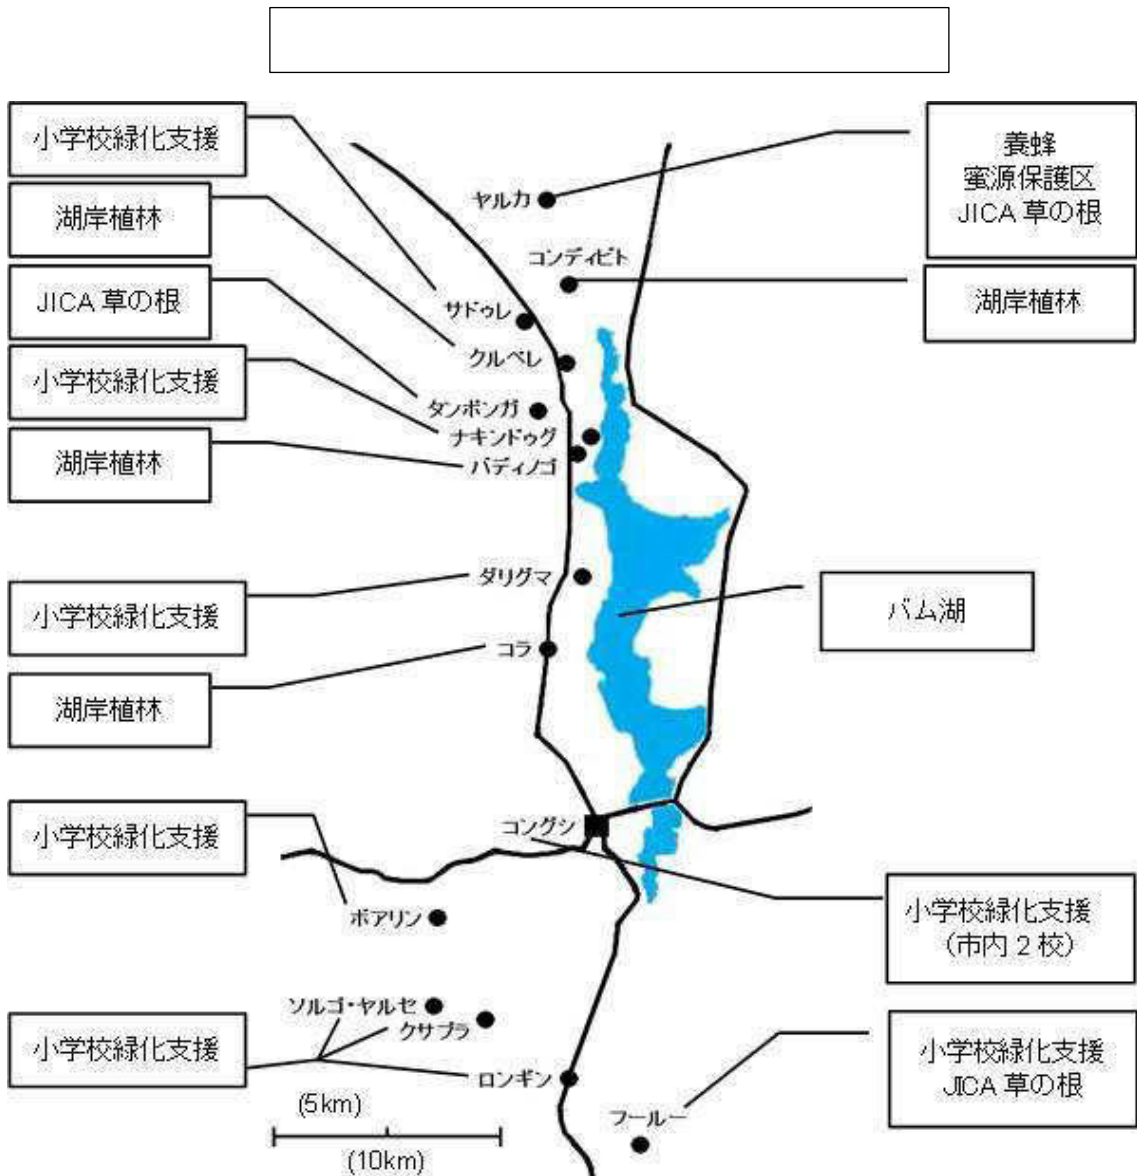 小学校緑化支援
湖岸植林
JICA 草の根
小学校緑化支援
湖岸植林
小学校緑化支援
湖岸植林
小学校緑化支援
小学校緑化支援
ヤルカ
コンディビト
サドゥレ
クルベレ
タンボンガ
ナキンドゥグ
バディノゴ
ダリグマ
コラ
コングシ
ボアリン
ソルゴ・ヤルセ
クサブラ
ロンギン
フールー
(5km)
(10km)
養蜂
蜜源保護区
JICA 草の根
湖岸植林
バム湖
小学校緑化支援
(市内 2 校)
小学校緑化支援
JICA 草の根